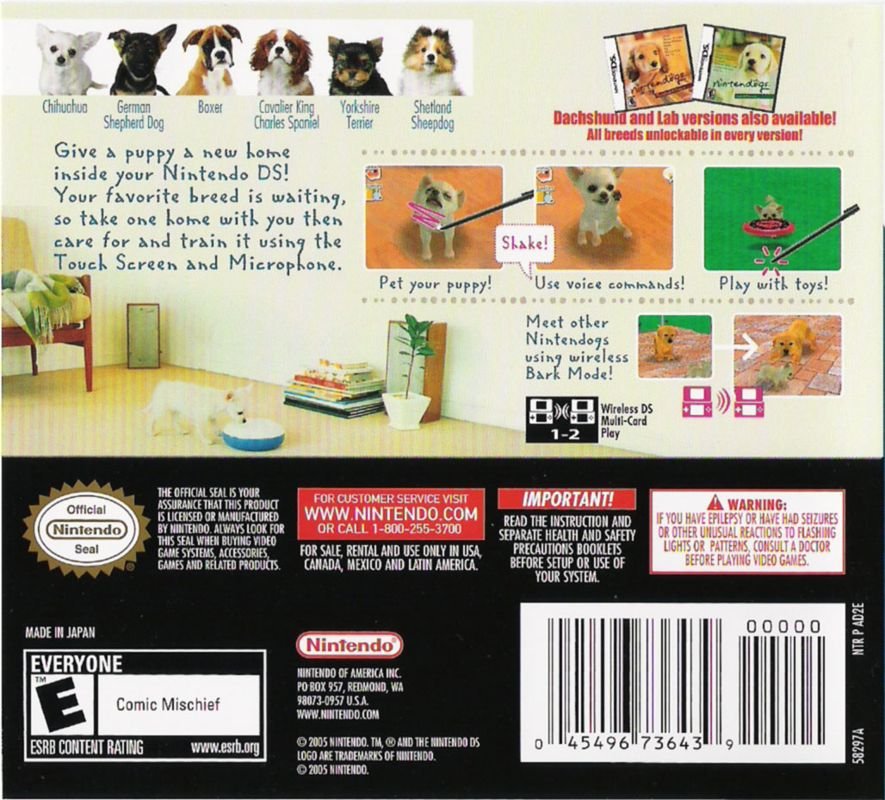 Chihuahua
German
Shepherd Dog
Boxer
Cavalier King
Charles Spaniel
Yorkshire
Terrier
Shetland
Sheepdog
nintendogs
nintendogs
Dachshund and Lab versions also available!
All breeds unlockable in every version!
Give a puppy a new home
inside your Nintendo DS!
Your favorite breed is waiting,
so take one home with you then
care for and train it using the
Touch Screen and Microphone.
Shake!
Pet your puppy!
Use voice commands!
Play with toys!
Meet other
Nintendogs
using wireless
Bark Mode!
1-2
Wireless DS
Multi-Card
Play
Official
Nintendo
Seal
THE OFFICIAL SEAL IS YOUR
ASSURANCE THAT THIS PRODUCT
IS LICENSED OR MANUFACTURED
BY NINTENDO. ALWAYS LOOK FOR
THIS SEAL WHEN BUYING VIDEO
GAME SYSTEMS, ACCESSORIES,
GAMES AND RELATED PRODUCTS.
FOR CUSTOMER SERVICE VISIT
WWW.NINTENDO.COM
OR CALL 1-800-255-3700
FOR SALE, RENTAL AND USE ONLY IN USA,
CANADA, MEXICO AND LATIN AMERICA.
IMPORTANT!
READ THE INSTRUCTION AND
SEPARATE HEALTH AND SAFETY
PRECAUTIONS BOOKLETS
BEFORE SETUP OR USE OF
YOUR SYSTEM.
WARNING:
IF YOU HAVE EPILEPSY OR HAVE HAD SEIZURES
OR OTHER UNUSUAL REACTIONS TO FLASHING
LIGHTS OR PATTERNS, CONSULT A DOCTOR
BEFORE PLAYING VIDEO GAMES.
MADE IN JAPAN
EVERYONE
E TM
Comic Mischief
ESRB CONTENT RATING www.esrb.org
Nintendo®
NINTENDO OF AMERICA INC.
PO BOX 957, REDMOND, WA
98073-0957 U.S.A.
WWW.NINTENDO.COM
© 2005 NINTENDO. TM, ® AND THE NINTENDO DS
LOGO ARE TRADEMARKS OF NINTENDO.
© 2005 NINTENDO.
00000
0 45496 73643 9
NTR P AD2E
58297A